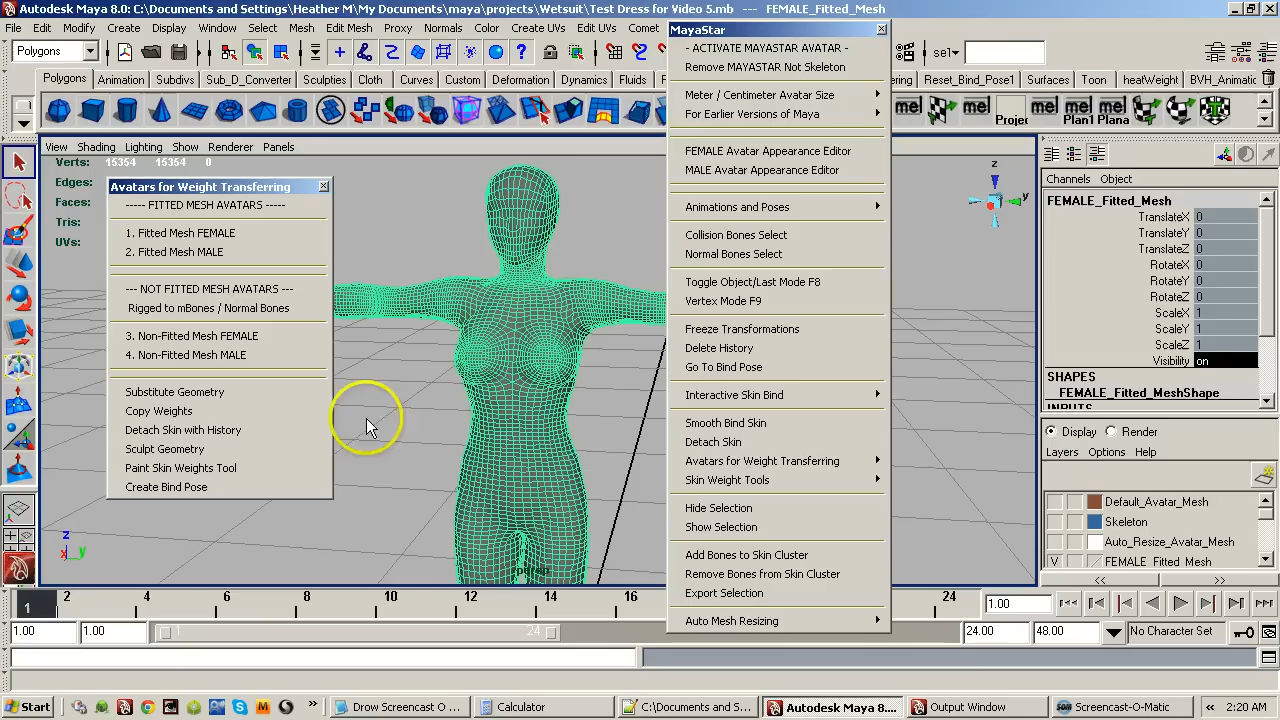 Autodesk Maya 8.0: C:\Documents and Settings\Heather M\My Documents\maya\projects\Wetsuit\Test Dress for Video 5.mb --- FEMALE_Fitted_Mesh
File Edit Modify Create Display Window Select Mesh Edit Mesh Proxy Normals Color Create UVs Edit UVs Comet
Polygons
sel
Polygons Animation Subdivs Sub_D_Converter Sculpties Cloth Curves Custom Deformation Dynamics Fluids
Reset_Bind_Pose1 Surfaces Toon heatWeight BVH_Animatic
mel Projec mel Plan1 mel Plana
View Shading Lighting Show Renderer Panels
Verts: 15354 15354 0
Edges:
Faces:
Tris:
UVs:
Avatars for Weight Transferring
----- FITTED MESH AVATARS -----
1. Fitted Mesh FEMALE
2. Fitted Mesh MALE
--- NOT FITTED MESH AVATARS ---
Rigged to mBones / Normal Bones
3. Non-Fitted Mesh FEMALE
4. Non-Fitted Mesh MALE
Substitute Geometry
Copy Weights
Detach Skin with History
Sculpt Geometry
Paint Skin Weights Tool
Create Bind Pose
MayaStar
- ACTIVATE MAYASTAR AVATAR -
Remove MAYASTAR Not Skeleton
Meter / Centimeter Avatar Size
For Earlier Versions of Maya
FEMALE Avatar Appearance Editor
MALE Avatar Appearance Editor
Animations and Poses
Collision Bones Select
Normal Bones Select
Toggle Object/Last Mode F8
Vertex Mode F9
Freeze Transformations
Delete History
Go To Bind Pose
Interactive Skin Bind
Smooth Bind Skin
Detach Skin
Avatars for Weight Transferring
Skin Weight Tools
Hide Selection
Show Selection
Add Bones to Skin Cluster
Remove Bones from Skin Cluster
Export Selection
Auto Mesh Resizing
Channels Object
FEMALE_Fitted_Mesh
TranslateX 0
TranslateY 0
TranslateZ 0
RotateX 0
RotateY 0
RotateZ 0
ScaleX 1
ScaleY 1
ScaleZ 1
Visibility on
SHAPES
FEMALE_Fitted_MeshShape
INPUTS
Display Render
Layers Options Help
Default_Avatar_Mesh
Skeleton
Auto_Resize_Avatar_Mesh
V FEMALE_Fitted_Mesh
z
y
z
x y
persp
1 2 4 6 8 10 12 14 16 24 1.00
1.00 1.00 1 24 24.00 48.00 No Character Set
Start Drow Screencast O... Calculator C:\Documents and S... Autodesk Maya 8.... Output Window Screencast-O-Matic 2:20 AM